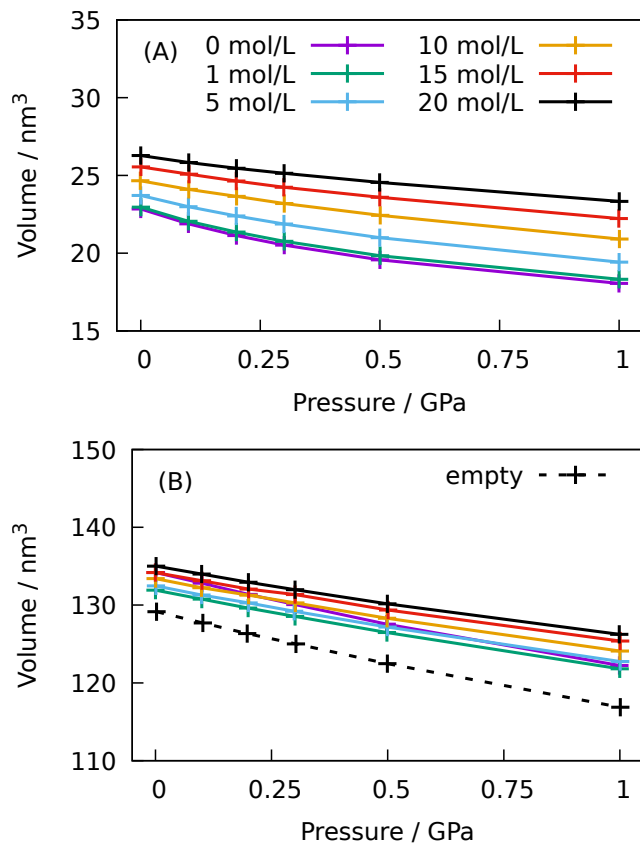 35
(A)
0 mol/L
10 mol/L
1 mol/L
15 mol/L
5 mol/L
20 mol/L
30
25
20
15
Volume / nm³
0 0.25 0.5 0.75 1
Pressure / GPa
150
(B)
empty
140
130
120
110
Volume / nm³
0 0.25 0.5 0.75 1
Pressure / GPa